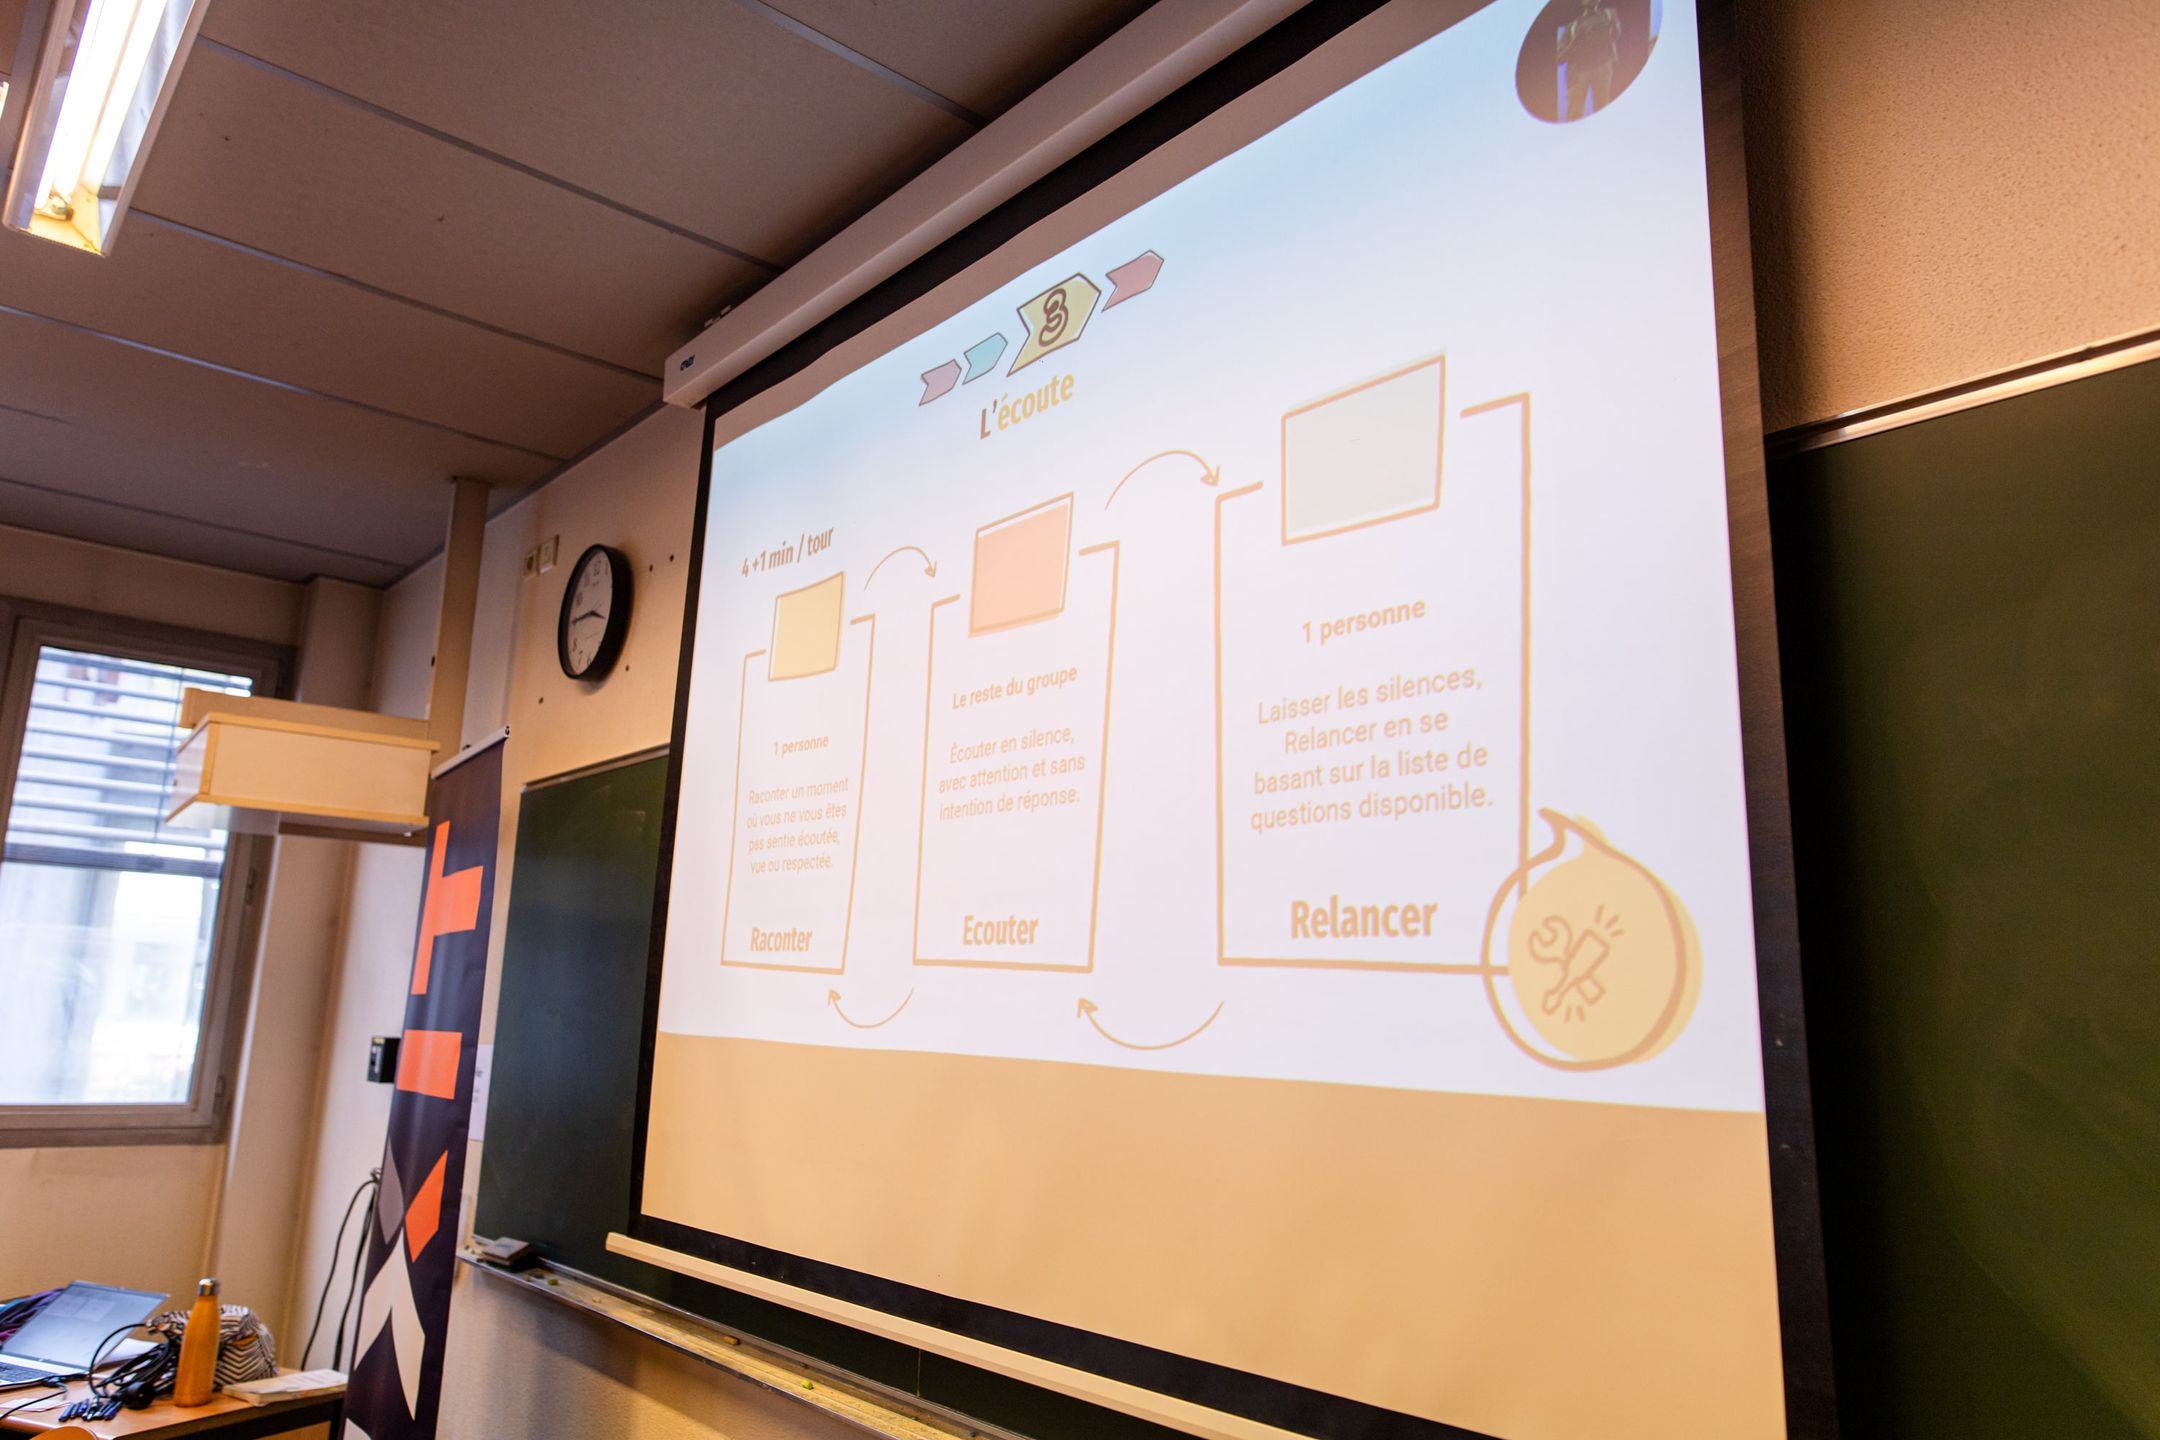 3
L'écoute
4 +1 min / tour
1 personne
Raconter un moment
où vous ne vous êtes
pas sentie écoutée,
vue ou respectée.
Raconter
Le reste du groupe
Écouter en silence,
avec attention et sans
intention de réponse.
Ecouter
1 personne
Laisser les silences,
Relancer en se
basant sur la liste de
questions disponible.
Relancer